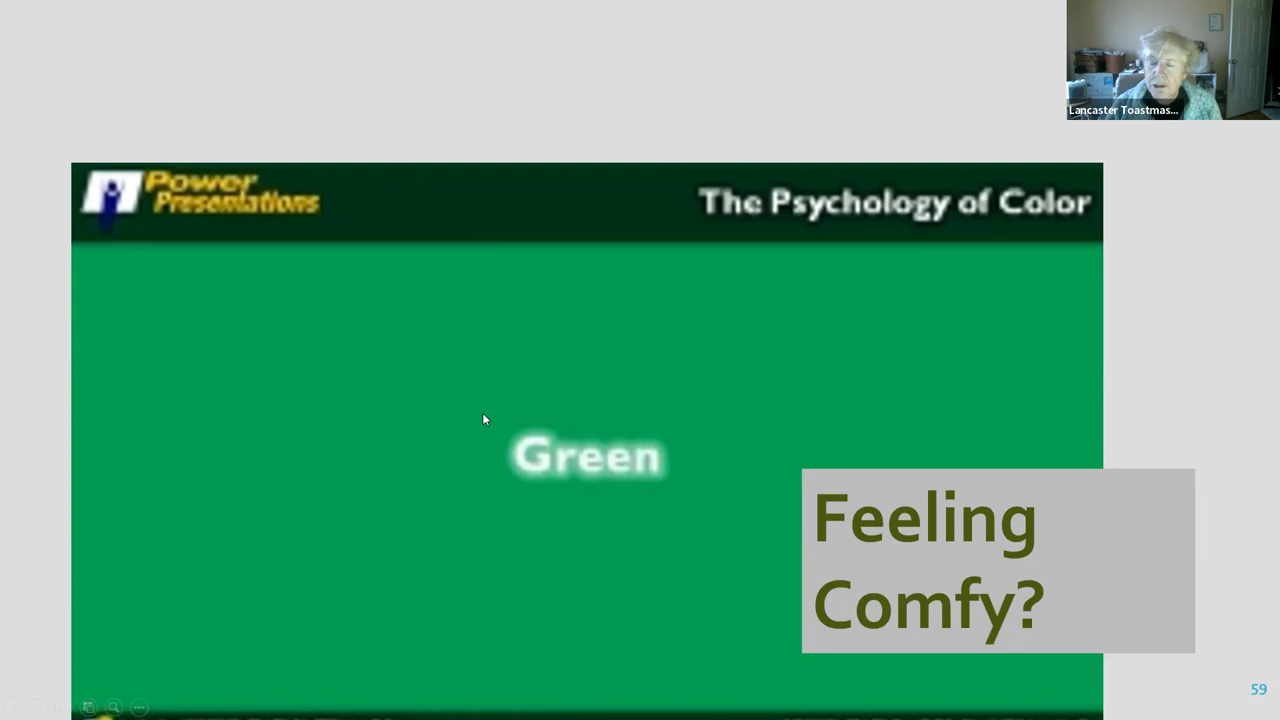 Lancaster Toastmas...
Power
Presentations
The Psychology of Color
Green
Feeling
Comfy?
59